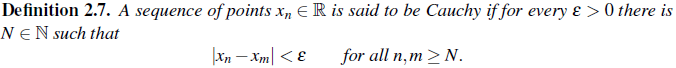 Definition 2.7. A sequence of points xₙ ∈ ℝ is said to be Cauchy if for every ε > 0 there is
N ∈ ℕ such that
|xₙ − xₘ| < ε for all n, m ≥ N.